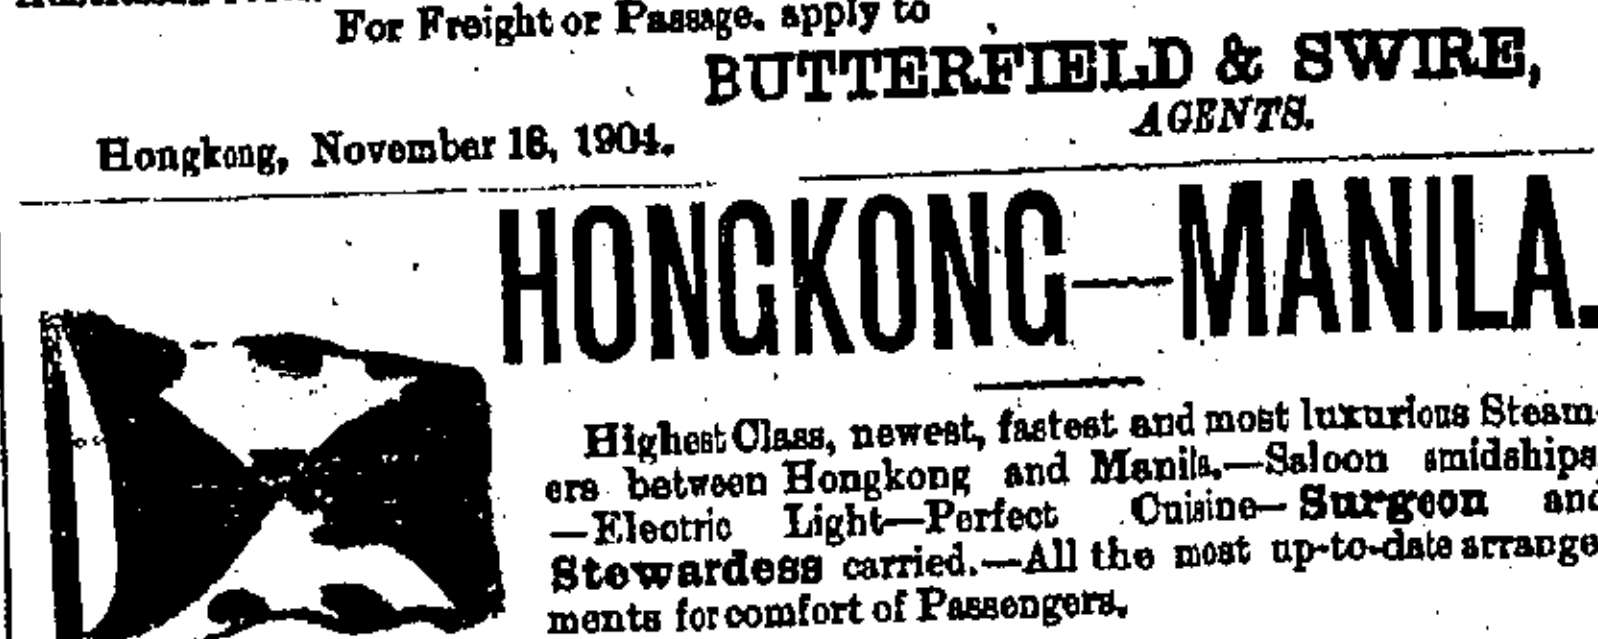 For Freight or Passage, apply to
BUTTERFIELD & SWIRE,
AGENTS.
Hongkong, November 18, 1904.
HONGKONG—MANILA.
Highest Class, newest, fastest and most luxurious Steam-
ers between Hongkong and Manila.—Saloon amidships
—Electric Light—Perfect Cuisine—Surgeon and
Stewardess carried.—All the most up-to-date arrange
ments for comfort of Passengers.